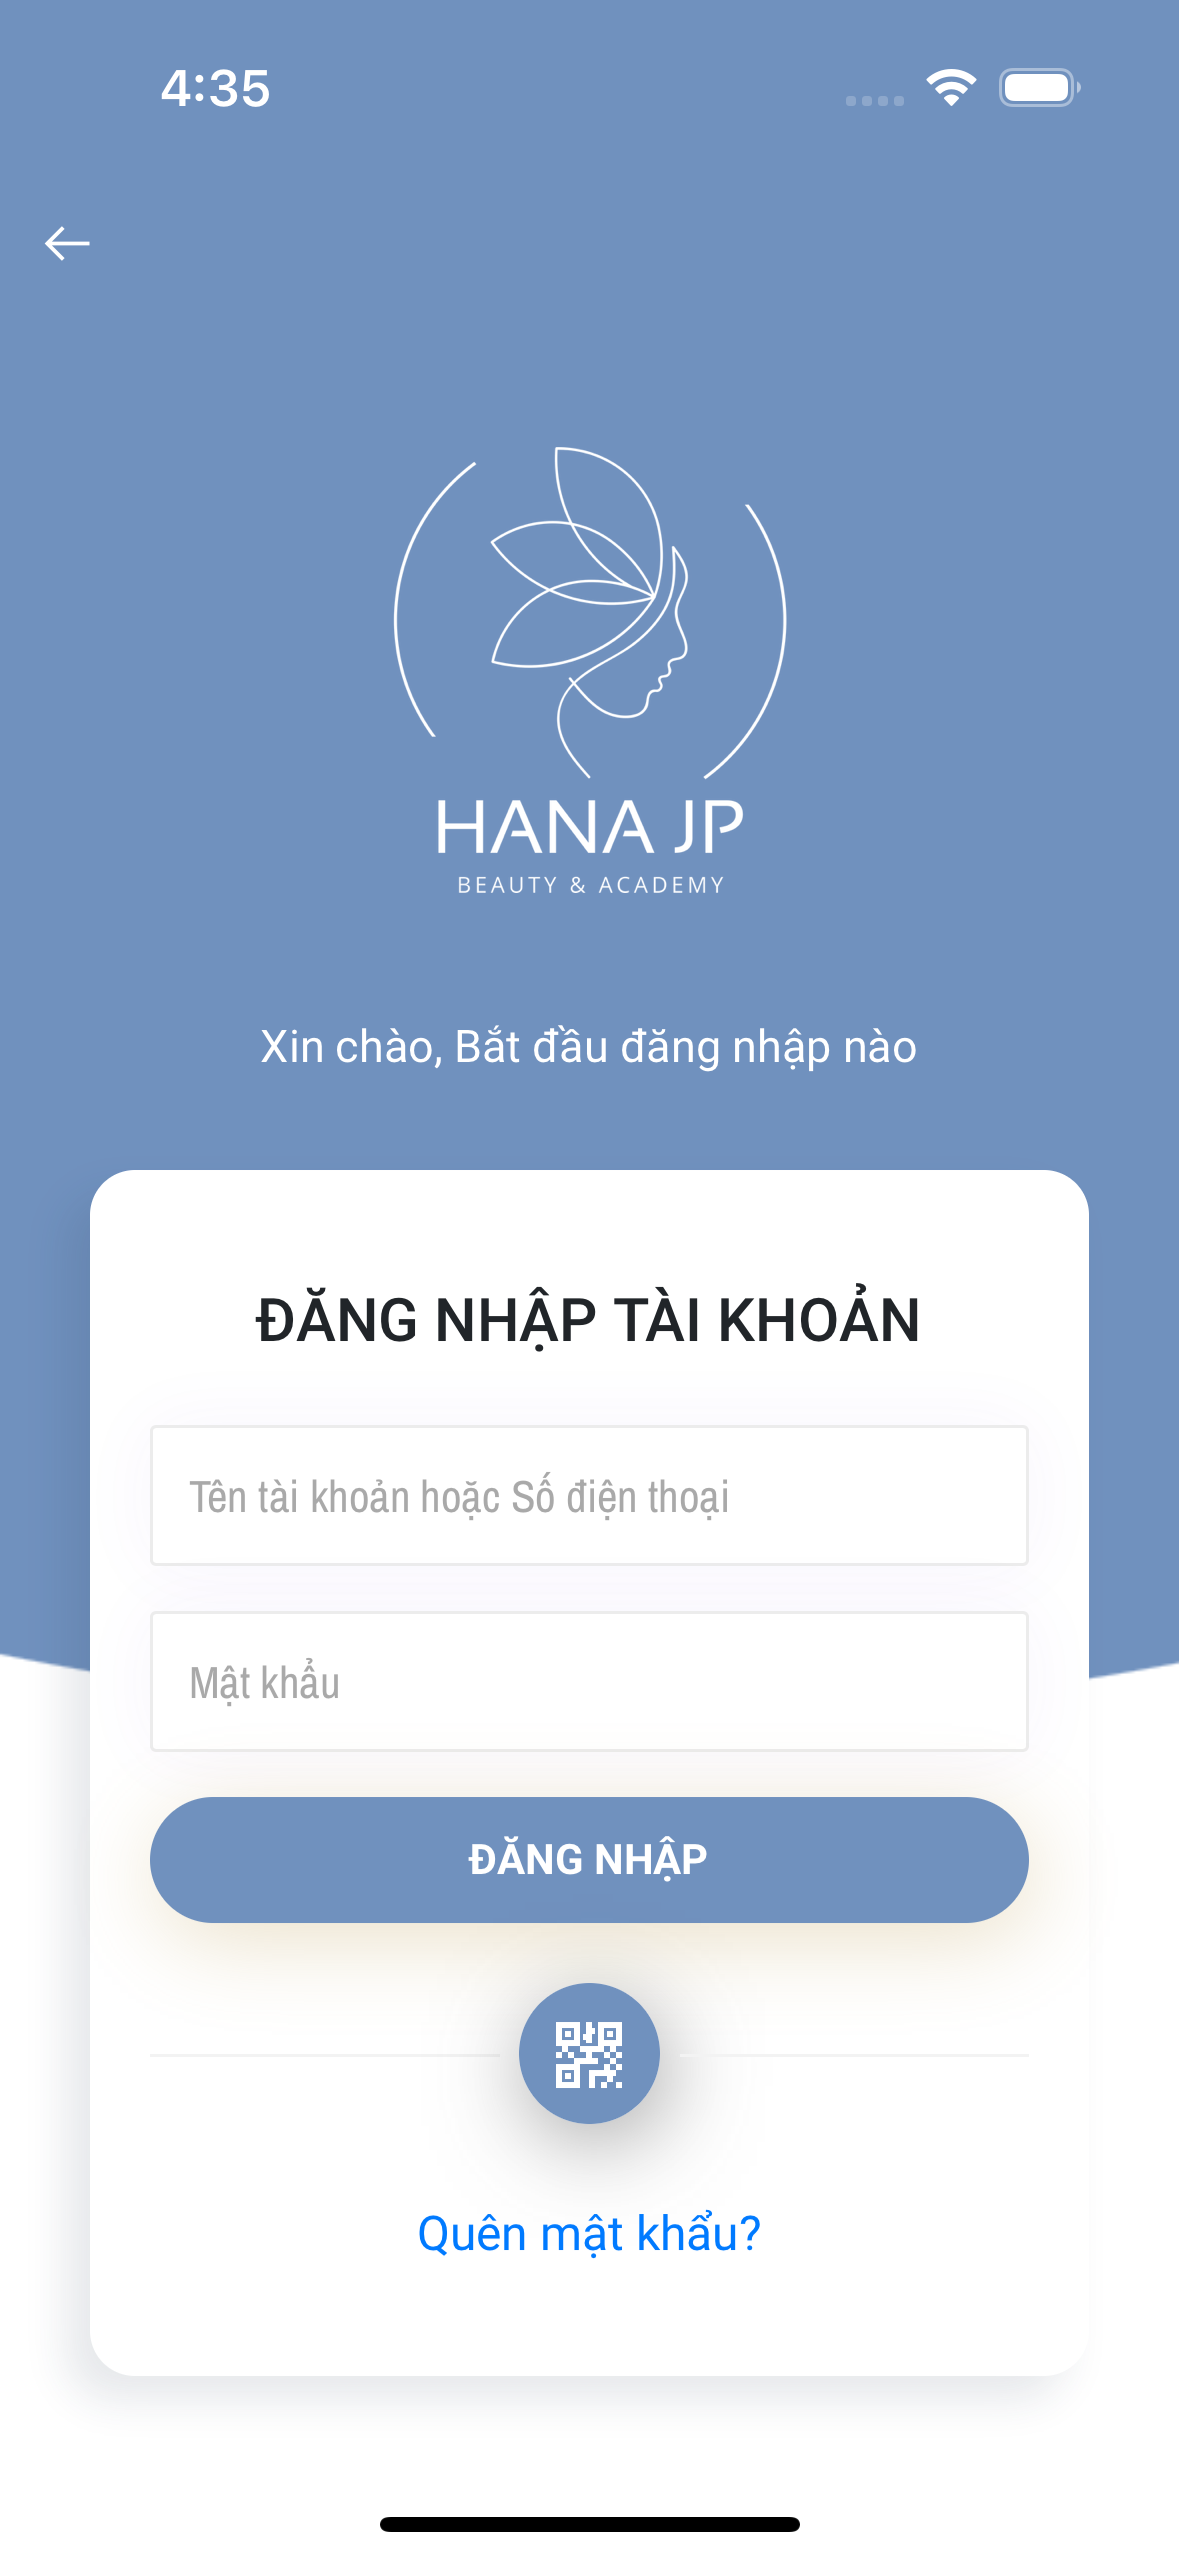 4:35
HANA JP
BEAUTY & ACADEMY
Xin chào, Bắt đầu đăng nhập nào
ĐĂNG NHẬP TÀI KHOẢN
Tên tài khoản hoặc Số điện thoại
Mật khẩu
ĐĂNG NHẬP
Quên mật khẩu?